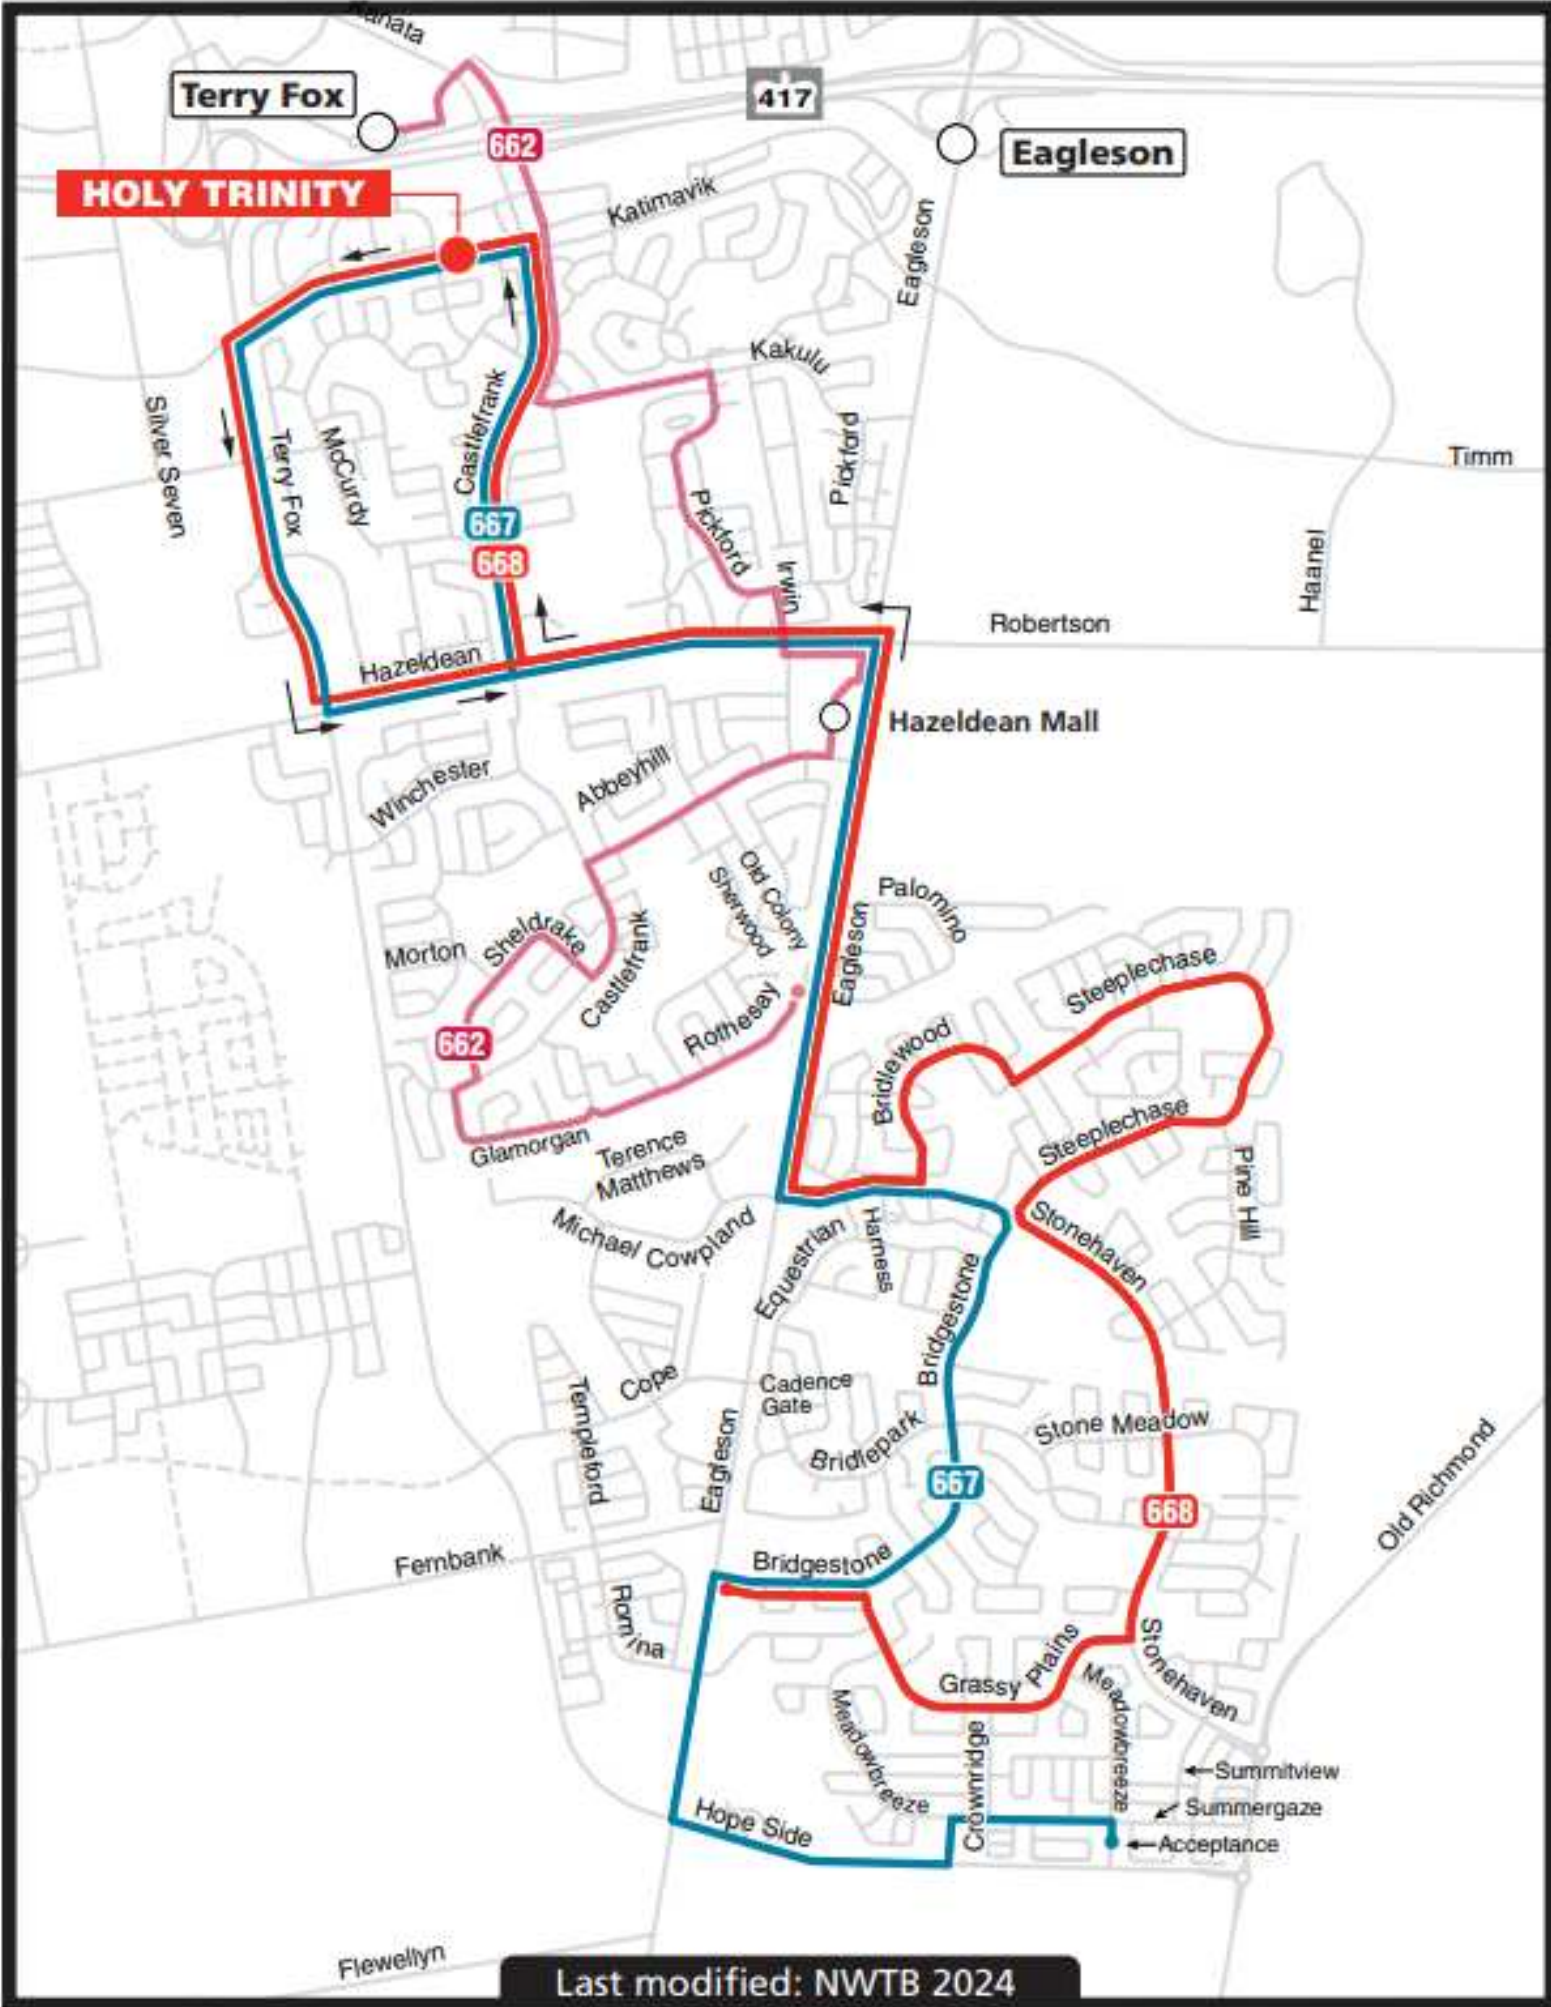 Kanata
Terry Fox
417
662
Eagleson
HOLY TRINITY
Katimavik
Eagleson
Kakulu
Silver Seven
Terry Fox
McCurdy
Castlefrank
Pickford
Pickford
Timm
667
668
Irwin
Haanel
Robertson
Hazeldean
Hazeldean Mall
Winchester
Abbeyhill
Old Colony
Sherwood
Palomino
Eagleson
Morton
Sheldrake
Castlefrank
Steeplechase
Rothesay
662
Bridlewood
Steeplechase
Glamorgan
Terence
Matthews
Pine Hill
Michael Cowpland
Equestrian
Harness
Stonehaven
Bridgestone
Cope
Cadence
Gate
Templeford
Eagleson
Bridlepark
Stone Meadow
667
668
Old Richmond
Fernbank
Bridgestone
Romina
Grassy Plains
Stonehaven
Meadowbreeze
Meadowbreeze
Crownridge
Summitview
Summergaze
Hope Side
Acceptance
Flewellyn
Last modified: NWTB 2024